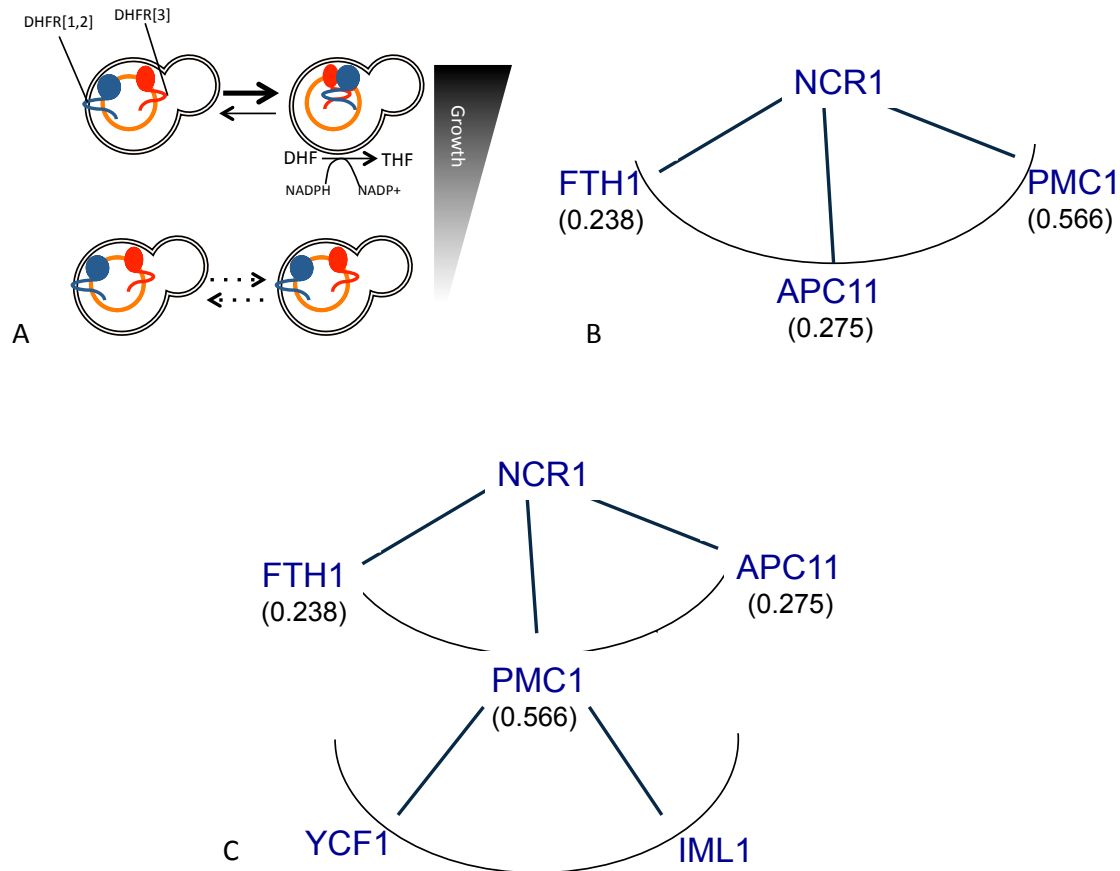 DHFR[1,2]
DHFR[3]
DHF
THF
NADPH
NADP+
Growth
A
NCR1
FTH1
(0.238)
PMC1
(0.566)
APC11
(0.275)
B
NCR1
FTH1
(0.238)
APC11
(0.275)
PMC1
(0.566)
YCF1
IML1
C